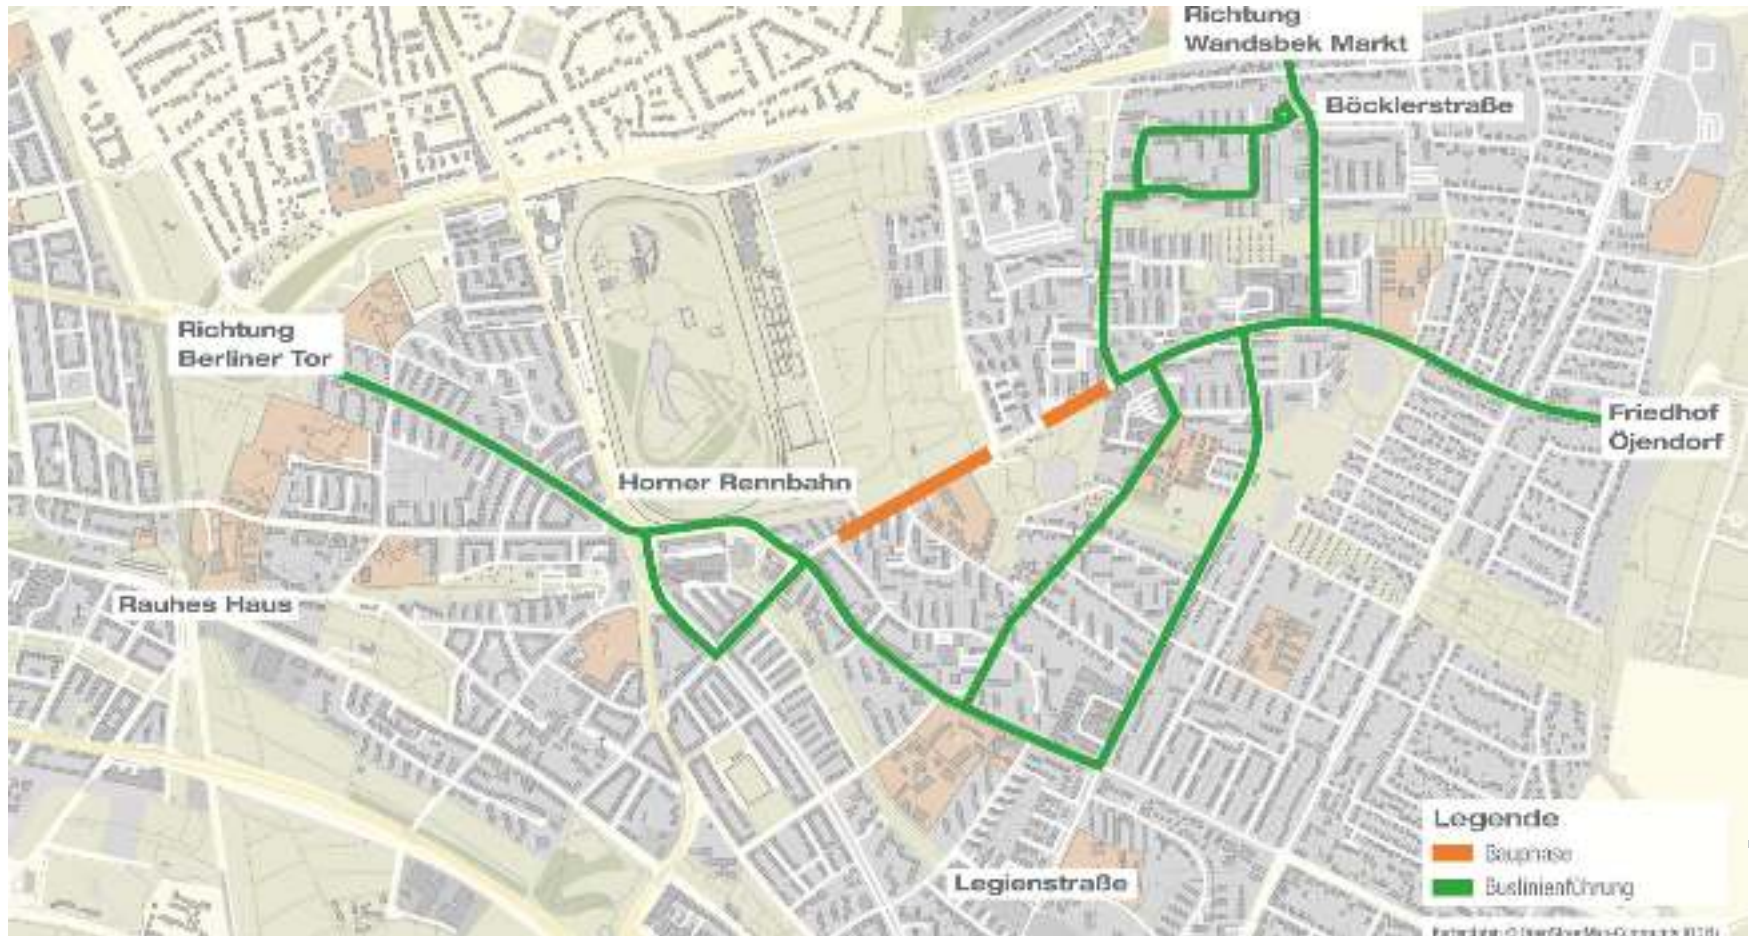 Richtung
Wandsbek Markt
Böcklerstraße
Richtung
Berliner Tor
Friedhof
Öjendorf
Horner Rennbahn
Rauhes Haus
Legienstraße
Legende
Bauphase
Buslinienführung